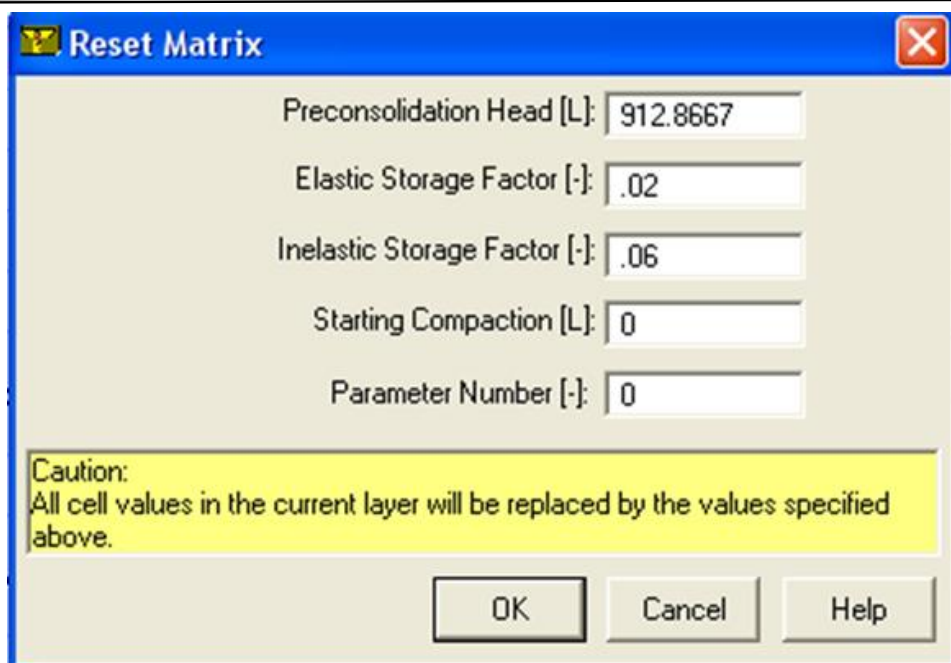 Reset Matrix
Preconsolidation Head [L]: 912.8667
Elastic Storage Factor [-]: .02
Inelastic Storage Factor [-]: .06
Starting Compaction [L]: 0
Parameter Number [-]: 0
Caution:
All cell values in the current layer will be replaced by the values specified
above.
OK Cancel Help